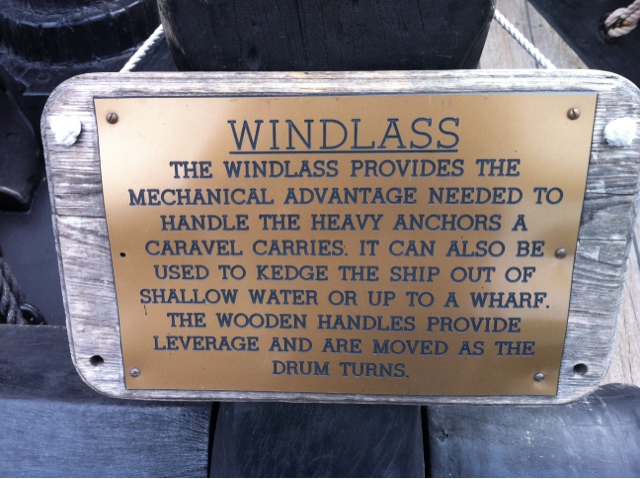 WINDLASS
THE WINDLASS PROVIDES THE
MECHANICAL ADVANTAGE NEEDED TO
HANDLE THE HEAVY ANCHORS A
CARAVEL CARRIES. IT CAN ALSO BE
USED TO KEDGE THE SHIP OUT OF
SHALLOW WATER OR UP TO A WHARF.
THE WOODEN HANDLES PROVIDE
LEVERAGE AND ARE MOVED AS THE
DRUM TURNS.